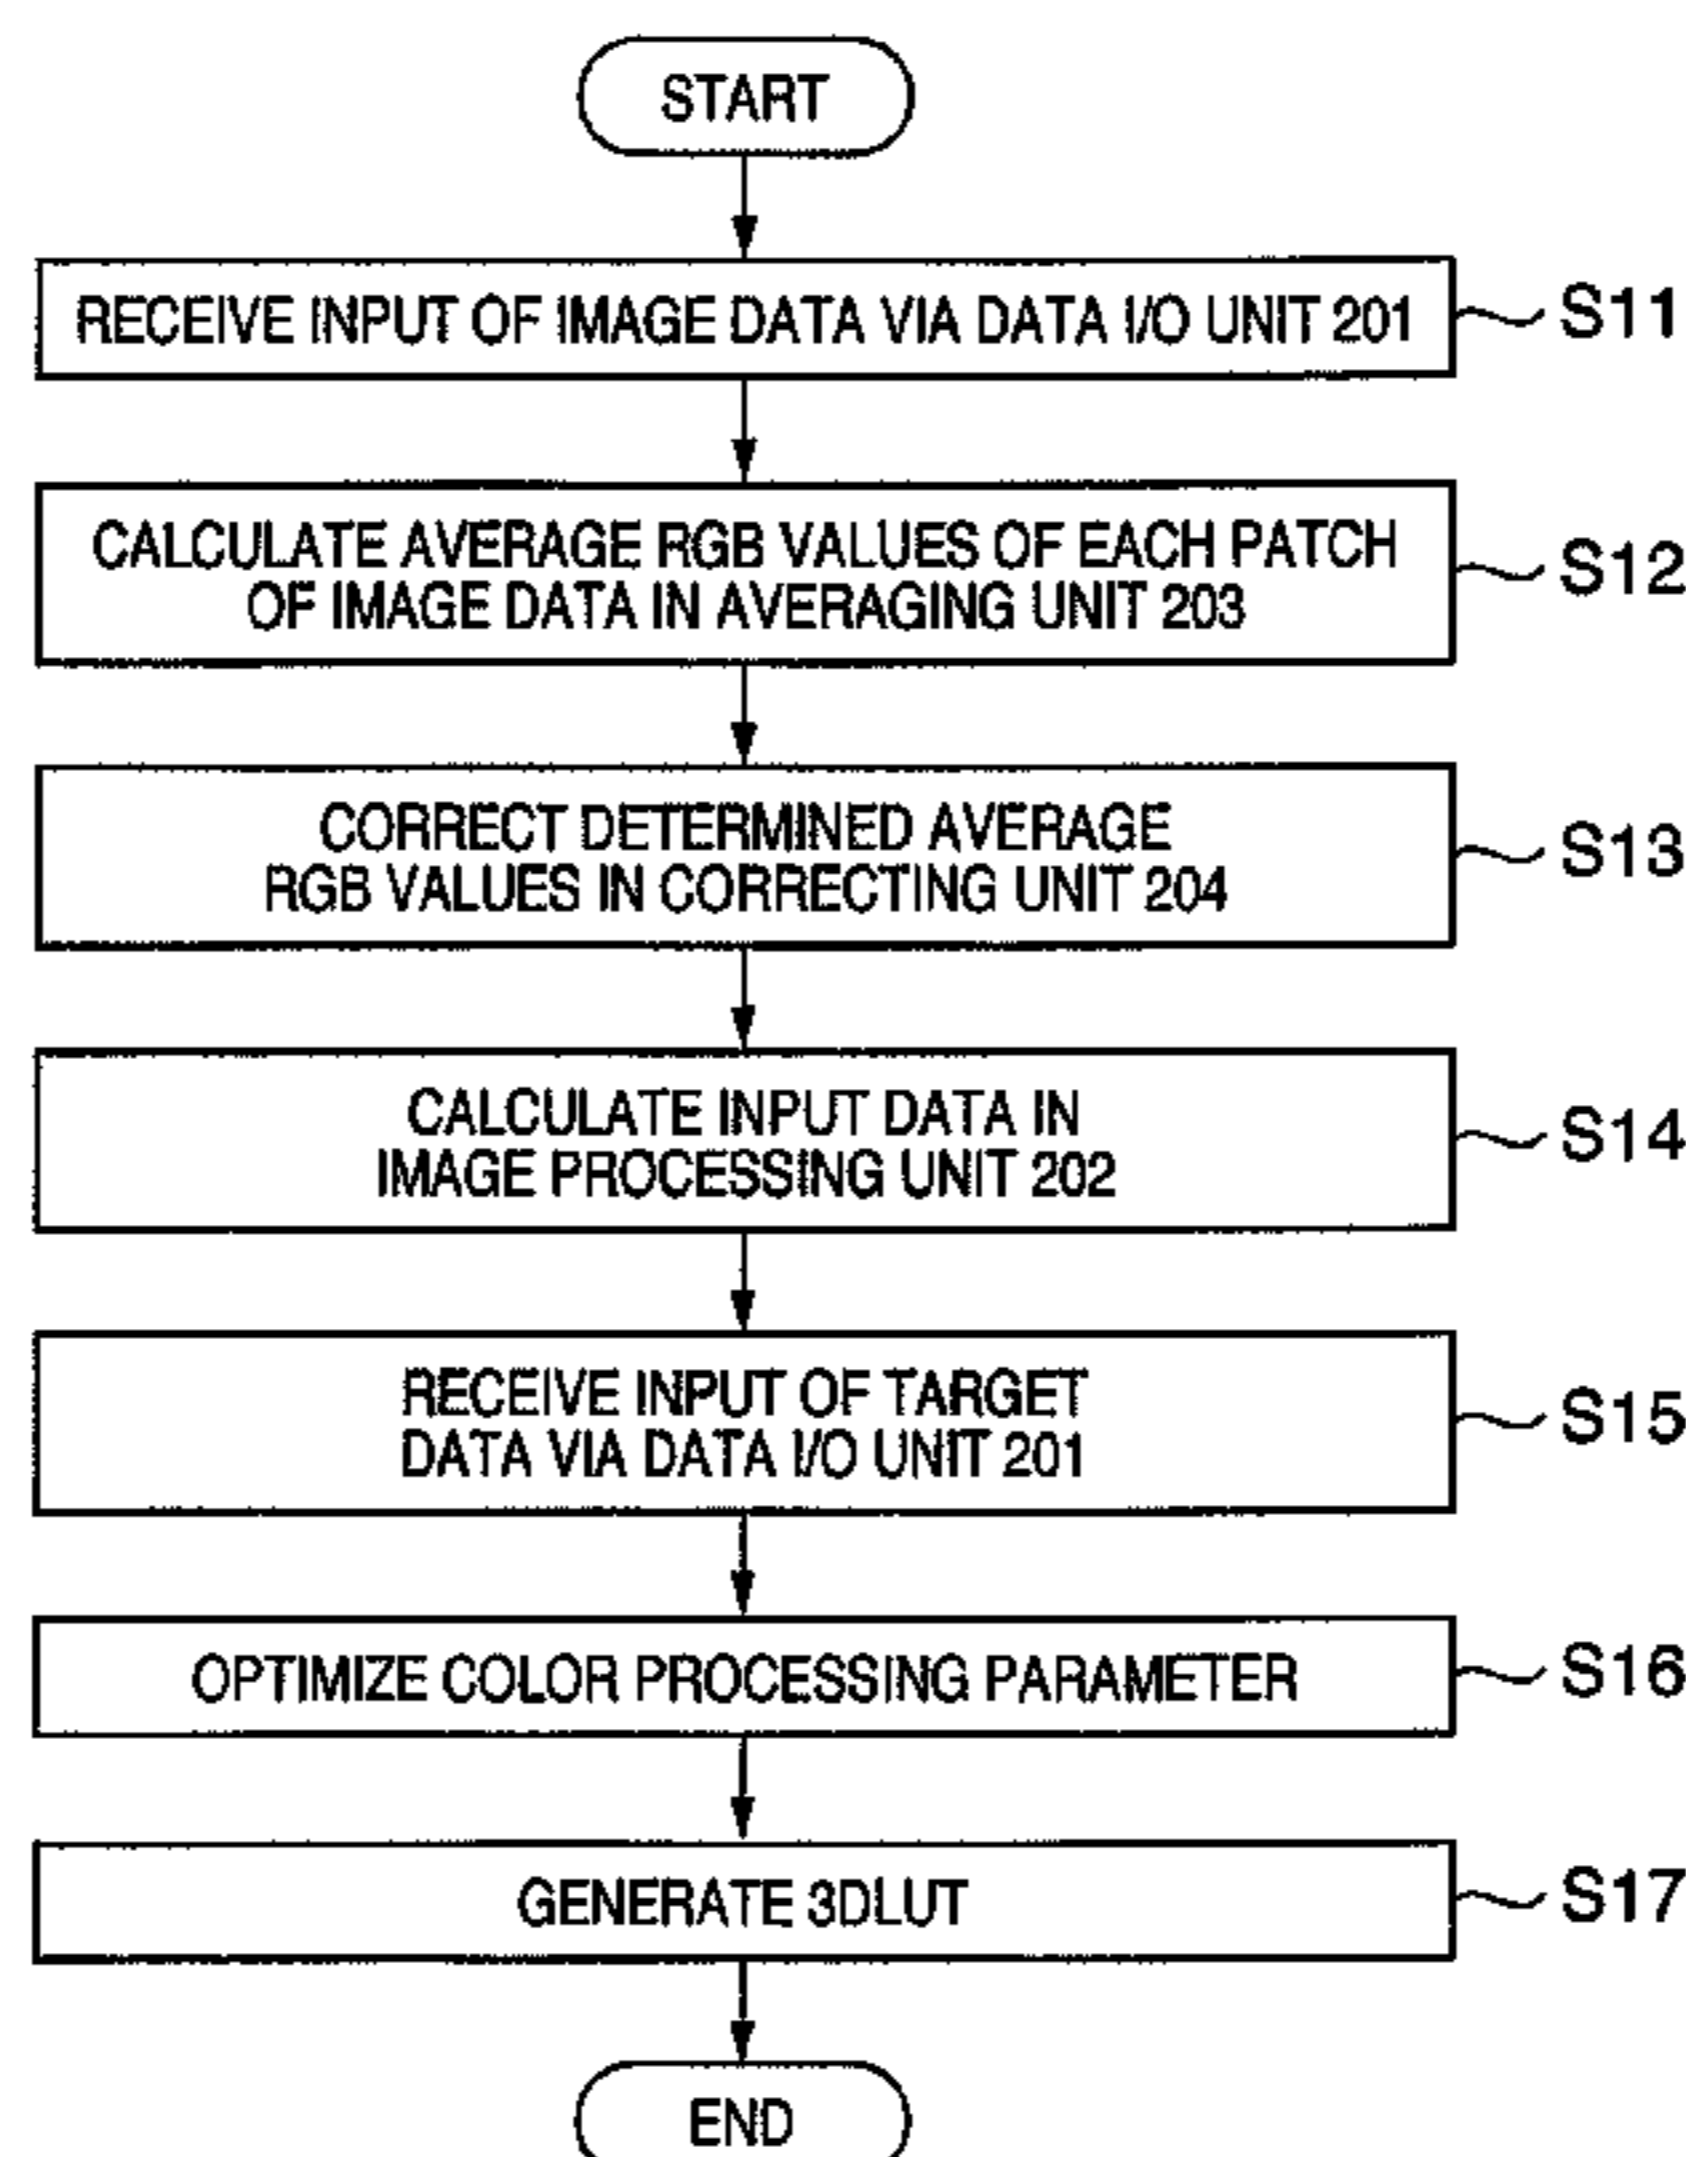 START
RECEIVE INPUT OF IMAGE DATA VIA DATA I/O UNIT 201
S11
CALCULATE AVERAGE RGB VALUES OF EACH PATCH
OF IMAGE DATA IN AVERAGING UNIT 203
S12
CORRECT DETERMINED AVERAGE
RGB VALUES IN CORRECTING UNIT 204
S13
CALCULATE INPUT DATA IN
IMAGE PROCESSING UNIT 202
S14
RECEIVE INPUT OF TARGET
DATA VIA DATA I/O UNIT 201
S15
OPTIMIZE COLOR PROCESSING PARAMETER
S16
GENERATE 3DLUT
S17
END